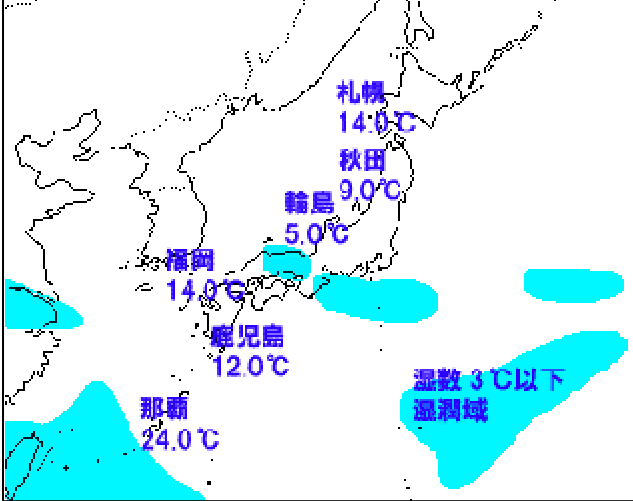 札幌
14.0℃
秋田
9.0℃
輪島
5.0℃
福岡
14.0℃
鹿児島
12.0℃
湿数3℃以下
湿潤域
那覇
24.0℃